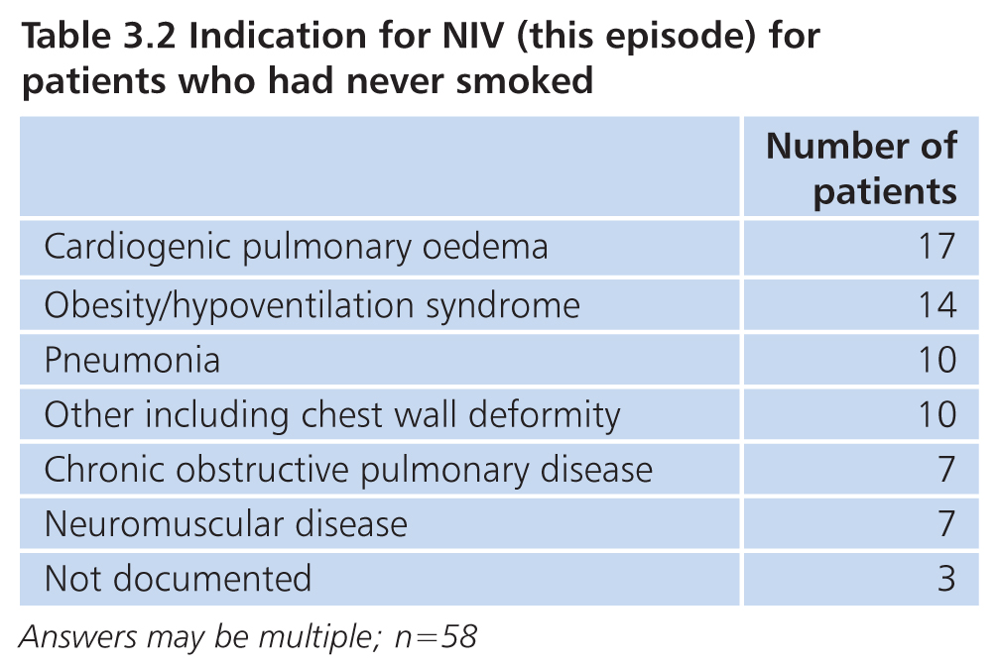 Table 3.2 Indication for NIV (this episode) for
patients who had never smoked
Number of
patients
Cardiogenic pulmonary oedema 17
Obesity/hypoventilation syndrome 14
Pneumonia 10
Other including chest wall deformity 10
Chronic obstructive pulmonary disease 7
Neuromuscular disease 7
Not documented 3
Answers may be multiple; n=58